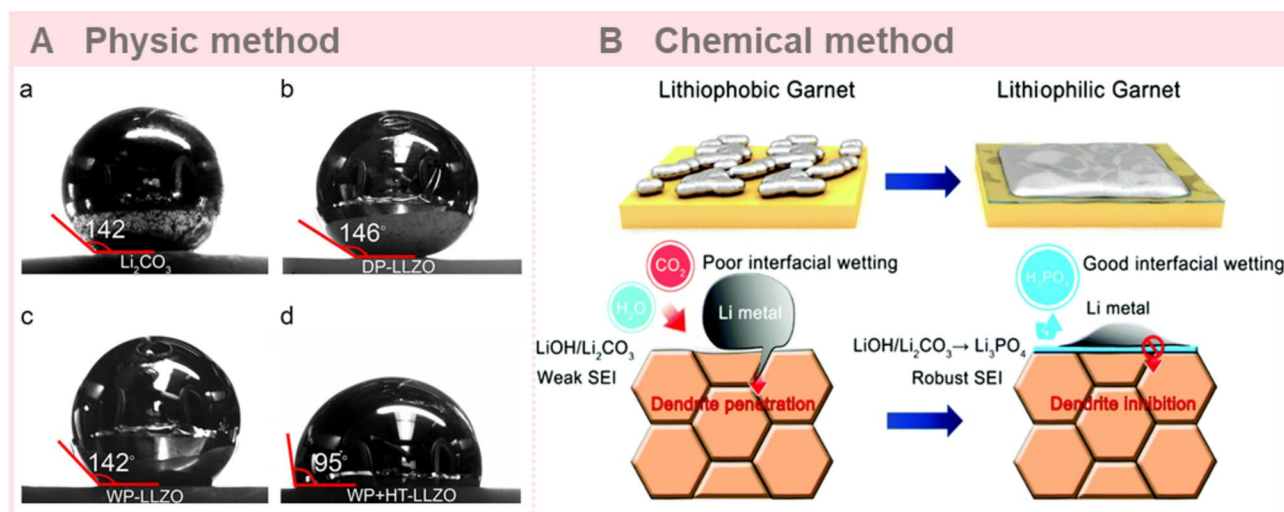 A Physic method
a
142°
Li₂CO₃
b
146°
DP-LLZO
c
142°
WP-LLZO
d
95°
WP+HT-LLZO
B Chemical method
Lithiophobic Garnet
Lithiophilic Garnet
CO₂
Poor interfacial wetting
H₂O
Li metal
LiOH/Li₂CO₃
Weak SEI
Dendrite penetration
H₃PO₄
Good interfacial wetting
Li metal
LiOH/Li₂CO₃→ Li₃PO₄
Robust SEI
Dendrite inhibition